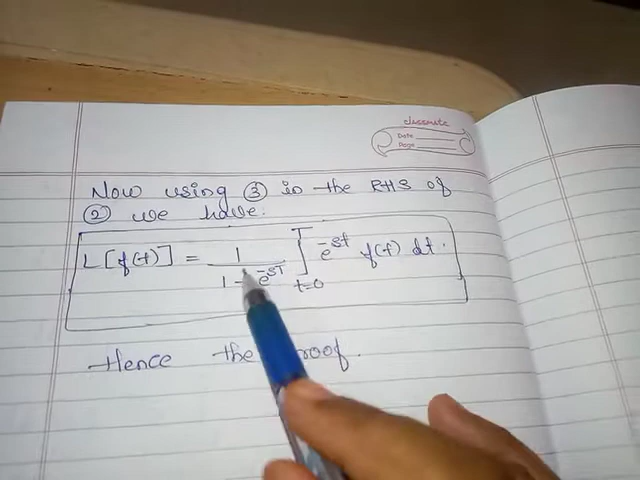 classmate
Date
Page
Now using ③ in the RHS of
② we have.
L[f(t)] = 1/(1 - e^-sT) ∫_{t=0}^{T} e^-st f(t) dt.
Hence the proof.